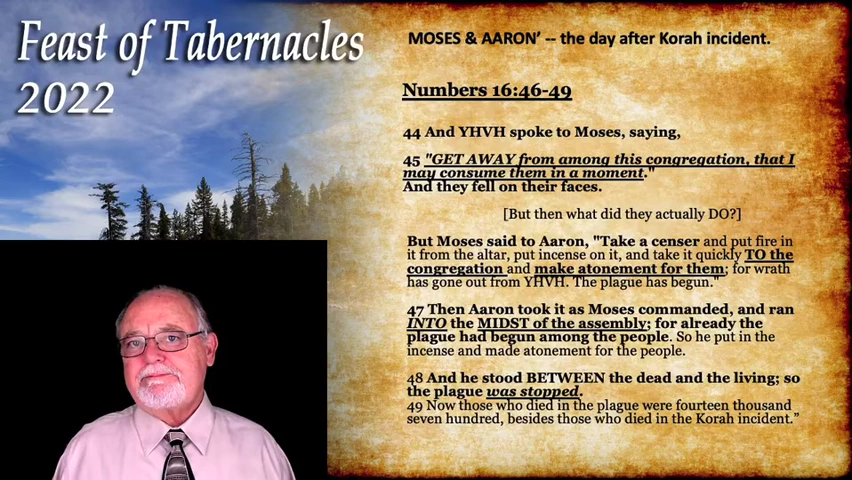 Feast of Tabernacles
2022
MOSES & AARON’ -- the day after Korah incident.
Numbers 16:46-49
44 And YHVH spoke to Moses, saying,
45 "GET AWAY from among this congregation, that I
may consume them in a moment."
And they fell on their faces.
[But then what did they actually DO?]
But Moses said to Aaron, "Take a censer and put fire in
it from the altar, put incense on it, and take it quickly TO the
congregation and make atonement for them; for wrath
has gone out from YHVH. The plague has begun."
47 Then Aaron took it as Moses commanded, and ran
INTO the MIDST of the assembly; for already the
plague had begun among the people. So he put in the
incense and made atonement for the people.
48 And he stood BETWEEN the dead and the living; so
the plague was stopped.
49 Now those who died in the plague were fourteen thousand
seven hundred, besides those who died in the Korah incident.”